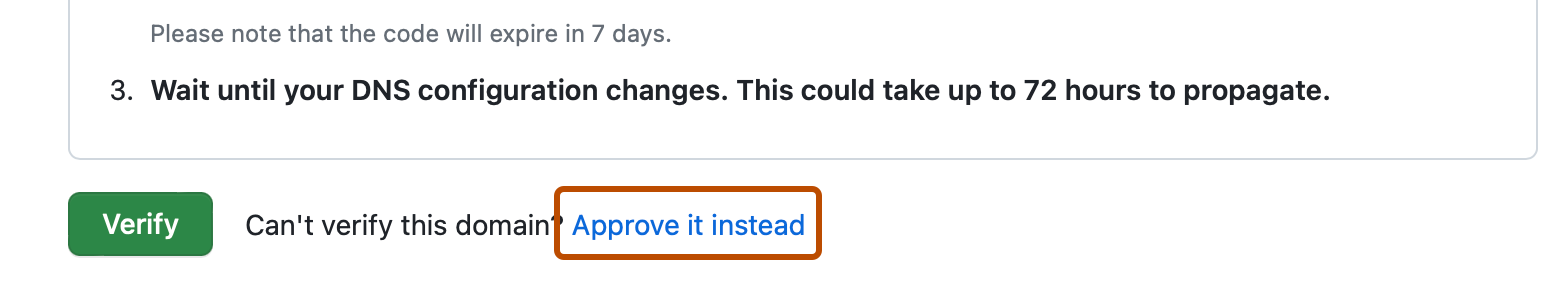 Please note that the code will expire in 7 days.
3. Wait until your DNS configuration changes. This could take up to 72 hours to propagate.
Verify Can't verify this domain? Approve it instead